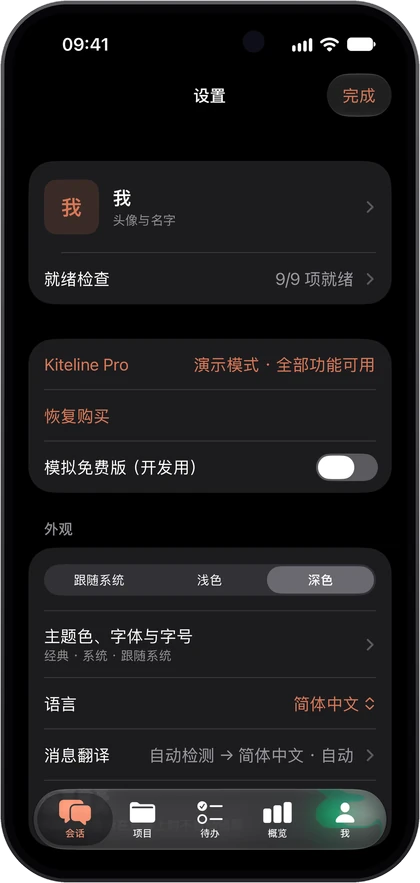 09:41
设置
完成
我
我
头像与名字
就绪检查
9/9 项就绪
Kiteline Pro
演示模式 · 全部功能可用
恢复购买
模拟免费版（开发用）
外观
跟随系统
浅色
深色
主题色、字体与字号
经典 · 系统 · 跟随系统
语言
简体中文
消息翻译
自动检测 → 简体中文 · 自动
会话
项目
待办
概览
我